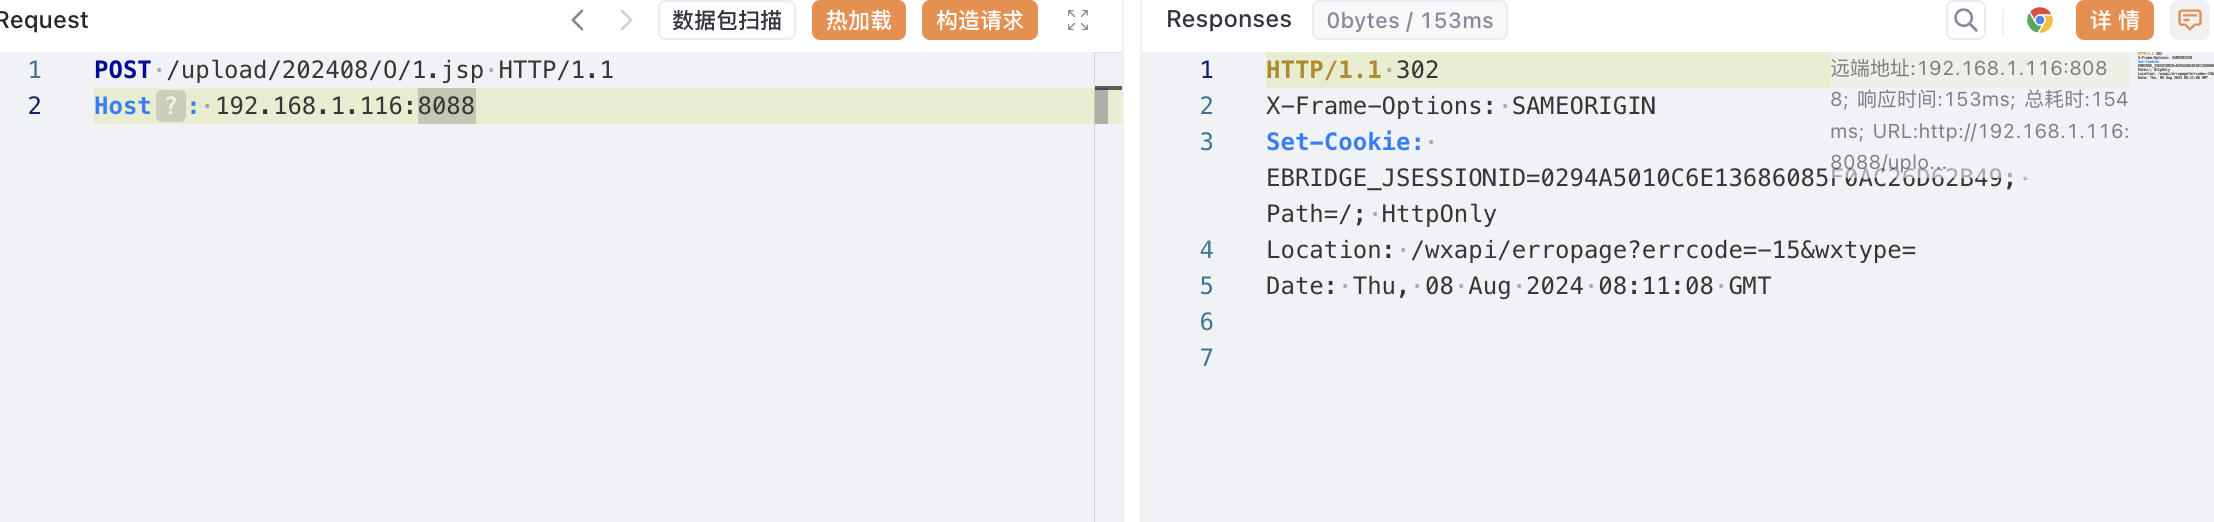 Request
数据包扫描
热加载
构造请求
1 POST /upload/202408/O/1.jsp HTTP/1.1
2 Host ? : 192.168.1.116:8088
Responses
0bytes / 153ms
详 情
1 HTTP/1.1 302
2 X-Frame-Options: SAMEORIGIN
3 Set-Cookie:
EBRIDGE_JSESSIONID=0294A5010C6E13686085F0AC26D62B49;
Path=/; HttpOnly
4 Location: /wxapi/erropage?errcode=-15&wxtype=
5 Date: Thu, 08 Aug 2024 08:11:08 GMT
6
7
远端地址:192.168.1.116:808
8; 响应时间:153ms; 总耗时:154
ms; URL:http://192.168.1.116:
8088/uplo...